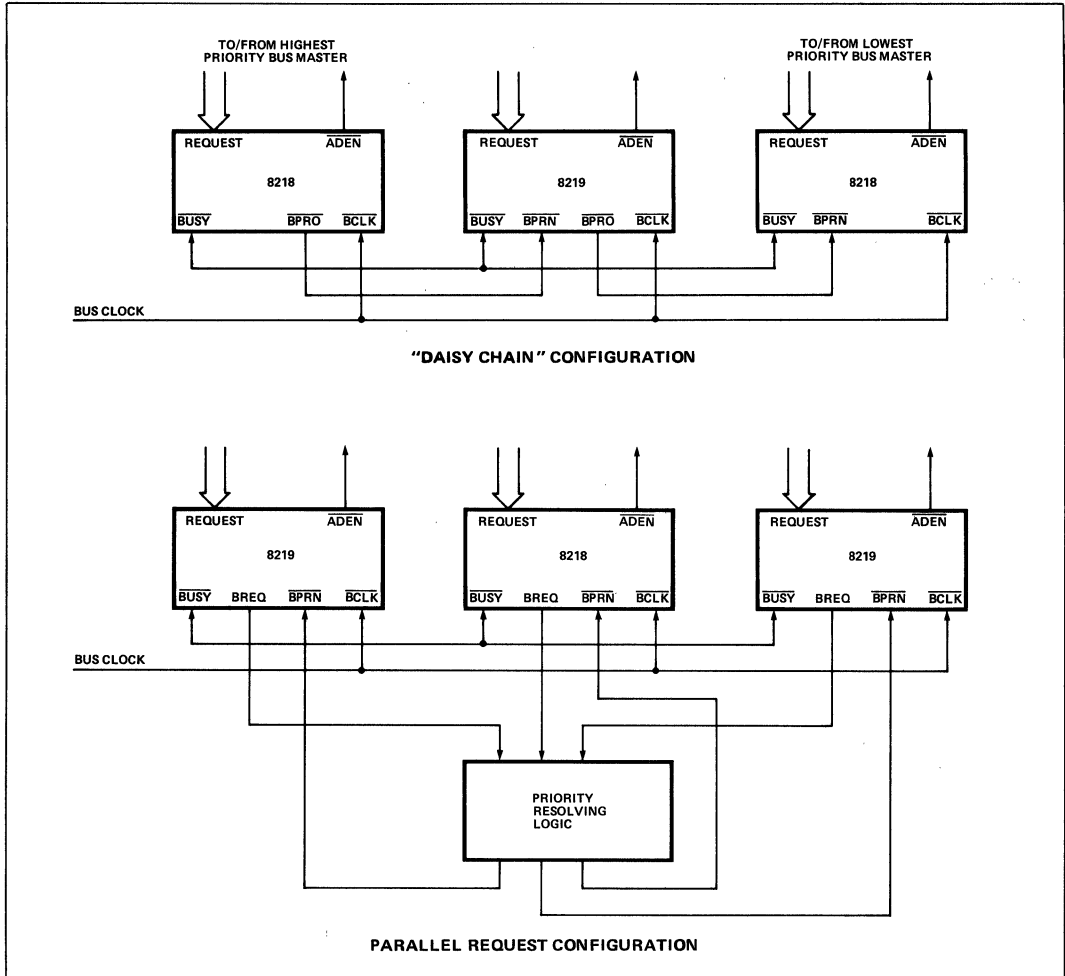 TO/FROM HIGHEST
PRIORITY BUS MASTER
TO/FROM LOWEST
PRIORITY BUS MASTER
REQUEST ADEN REQUEST ADEN REQUEST ADEN
8218 8219 8218
BUSY BPRO BCLK BUSY BPRN BPRO BCLK BUSY BPRN BCLK
BUS CLOCK
"DAISY CHAIN" CONFIGURATION
REQUEST ADEN REQUEST ADEN REQUEST ADEN
8219 8218 8219
BUSY BREQ BPRN BCLK BUSY BREQ BPRN BCLK BUSY BREQ BPRN BCLK
BUS CLOCK
PRIORITY
RESOLVING
LOGIC
PARALLEL REQUEST CONFIGURATION